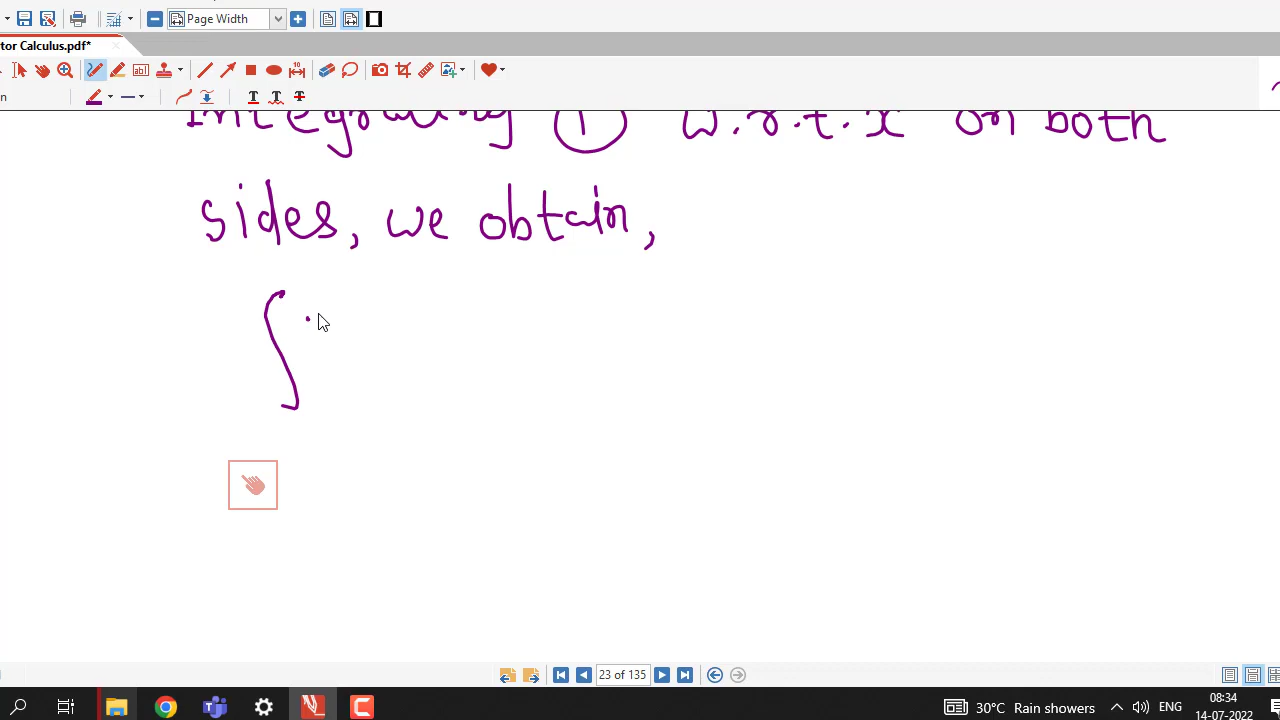 Page Width
tor Calculus.pdf*
10
T T T
Integrating ① w.r.t. x on both
sides, we obtain,
∫
23 of 135
30°C Rain showers ENG 08:34
14-07-2022